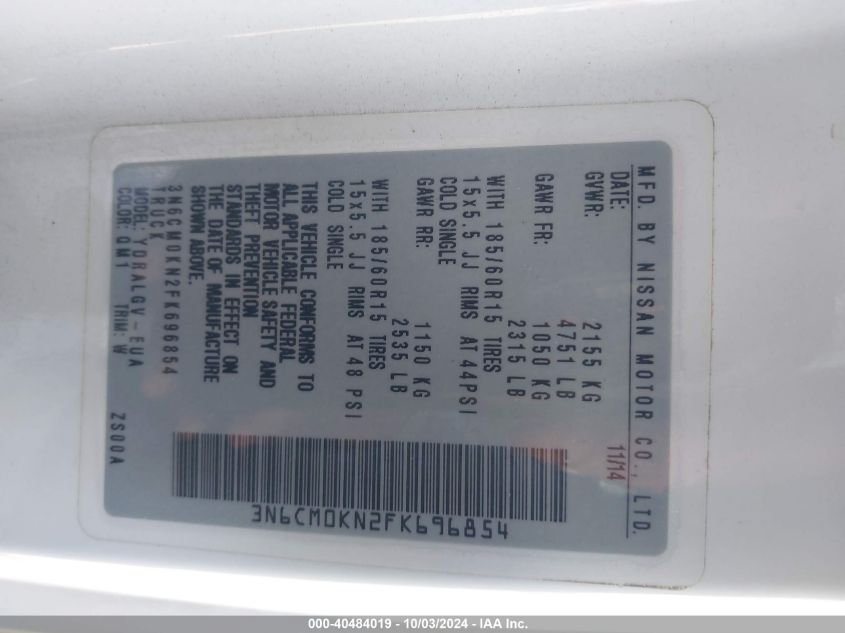 MFD. BY NISSAN MOTOR CO., LTD.
DATE: 11/14
GVWR: 2155 KG
4751 LB
GAWR FR: 1050 KG
2315 LB
WITH 185/60R15 TIRES
15x5.5 JJ RIMS AT 44PSI
COLD SINGLE
GAWR RR: 1150 KG
2535 LB
WITH 185/60R15 TIRES
15x5.5 JJ RIMS AT 48 PSI
COLD SINGLE
THIS VEHICLE CONFORMS TO
ALL APPLICABLE FEDERAL
MOTOR VEHICLE SAFETY AND
THEFT PREVENTION
STANDARDS IN EFFECT ON
THE DATE OF MANUFACTURE
SHOWN ABOVE.
3N6CM0KN2FK696854
TRUCK
MODEL: YDRALGV-EUA
COLOR: QM1 TRIM: W ZS00A
3N6CM0KN2FK696854
000-40484019 - 10/03/2024 - IAA Inc.